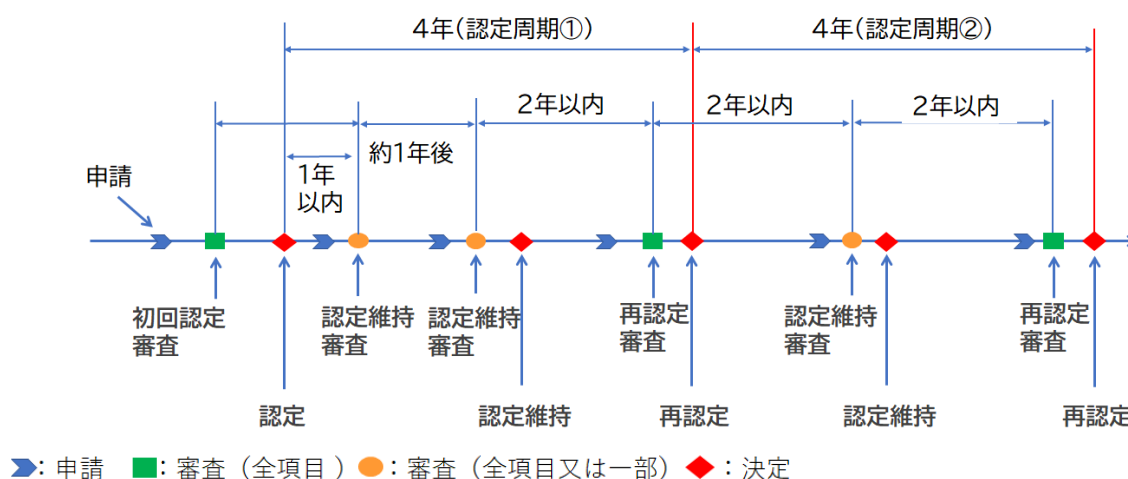 4年(認定周期①)
4年(認定周期②)
2年以内
2年以内
2年以内
約1年後
1年
以内
申請
初回認定
審査
認定維持
審査
認定維持
審査
再認定
審査
認定維持
審査
再認定
審査
認定
認定維持
再認定
認定維持
再認定
：申請
：審査（全項目 ）
：審査（全項目又は一部）
：決定